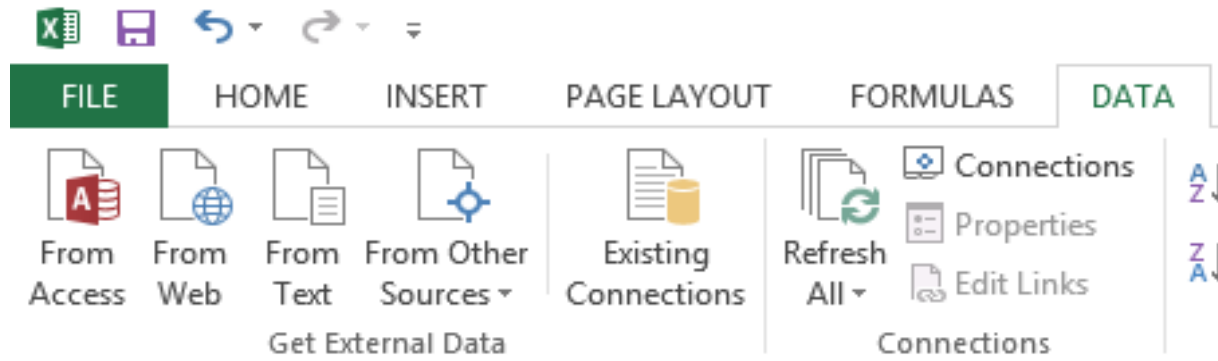 FILE HOME INSERT PAGE LAYOUT FORMULAS DATA
From Access
From Web
From Text
From Other Sources
Existing Connections
Refresh All
Connections
Properties
Edit Links
A
Z
Z
A
Get External Data
Connections